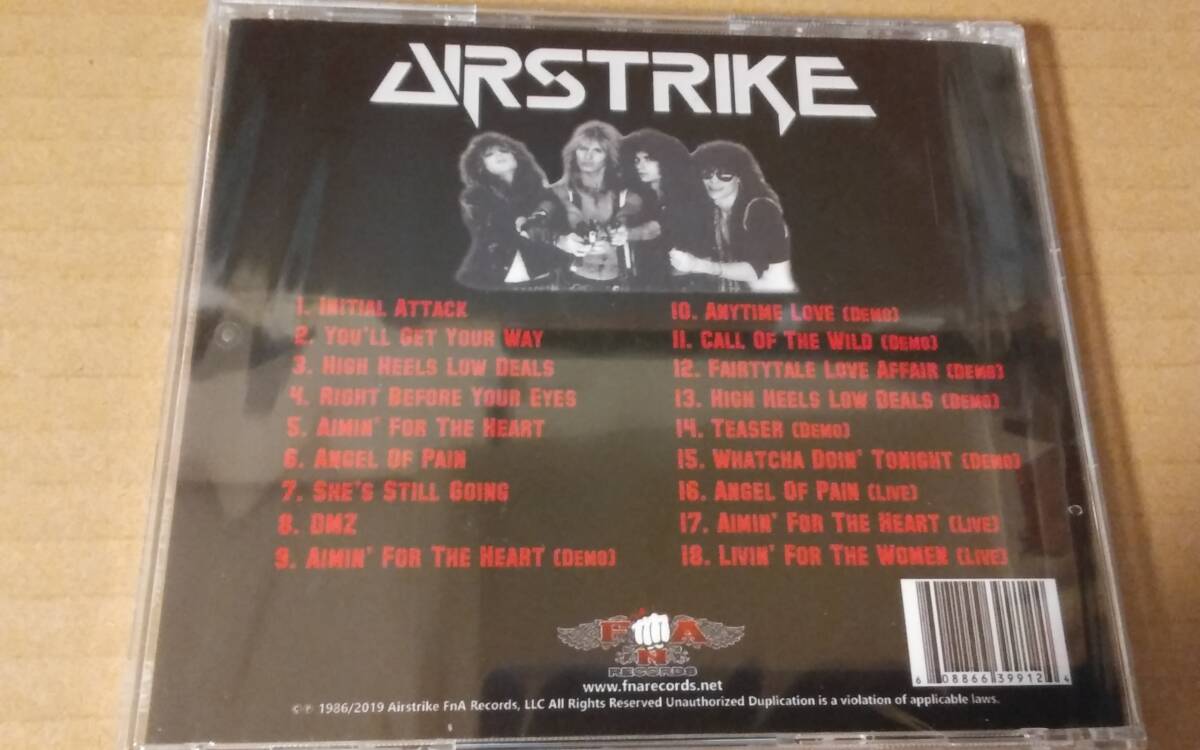 AIRSTRIKE
1. Initial Attack
2. You'll Get Your Way
3. High Heels Low Deals
4. Right Before Your Eyes
5. Aimin' For The Heart
6. Angel Of Pain
7. She's Still Going
8. DMZ
9. Aimin' For The Heart (Demo)
10. Anytime Love (Demo)
11. Call Of The Wild (Demo)
12. Fairtytale Love Affair (Demo)
13. High Heels Low Deals (Demo)
14. Teaser (Demo)
15. Whatcha Doin' Tonight (Demo)
16. Angel Of Pain (Live)
17. Aimin' For The Heart (Live)
18. Livin' For The Women (Live)
F N A
RECORDS
www.fnarecords.net
6 08866 39912 4
©℗ 1986/2019 Airstrike FnA Records, LLC All Rights Reserved Unauthorized Duplication is a violation of applicable laws.